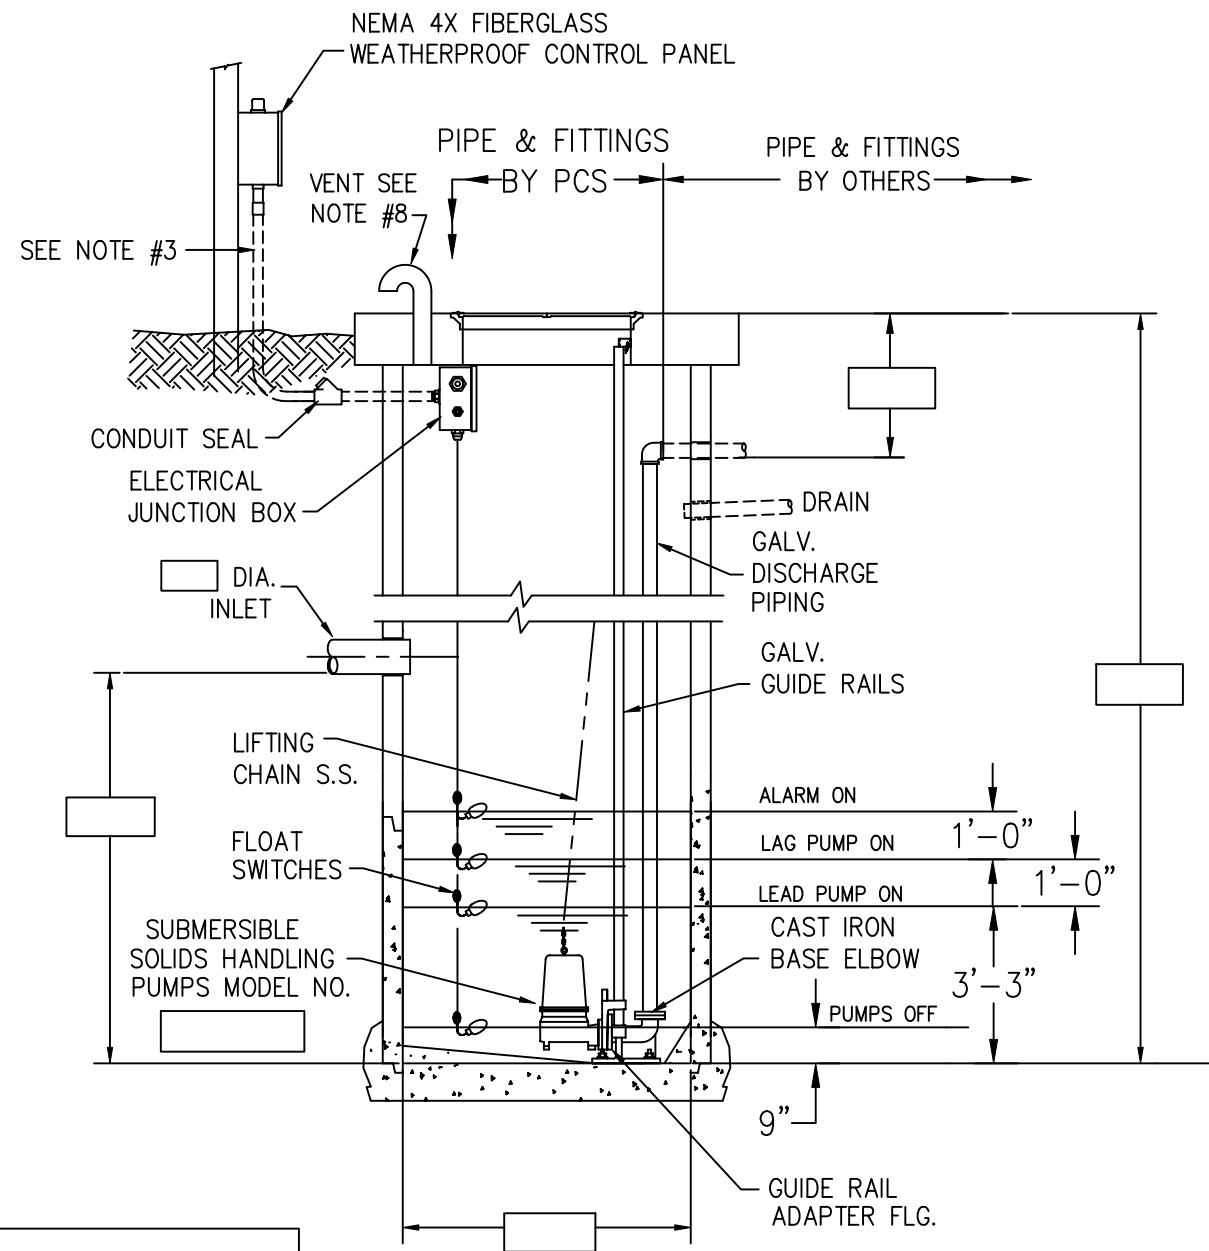 NEMA 4X FIBERGLASS
WEATHERPROOF CONTROL PANEL
PIPE & FITTINGS
BY PCS
PIPE & FITTINGS
BY OTHERS
VENT SEE
NOTE #8
SEE NOTE #3
CONDUIT SEAL
ELECTRICAL
JUNCTION BOX
DRAIN
GALV.
DISCHARGE
PIPING
DIA.
INLET
GALV.
GUIDE RAILS
LIFTING
CHAIN S.S.
ALARM ON
1'-0"
LAG PUMP ON
1'-0"
FLOAT
SWITCHES
LEAD PUMP ON
CAST IRON
BASE ELBOW
SUBMERSIBLE
SOLIDS HANDLING
PUMPS MODEL NO.
3'-3"
PUMPS OFF
9"
GUIDE RAIL
ADAPTER FLG.